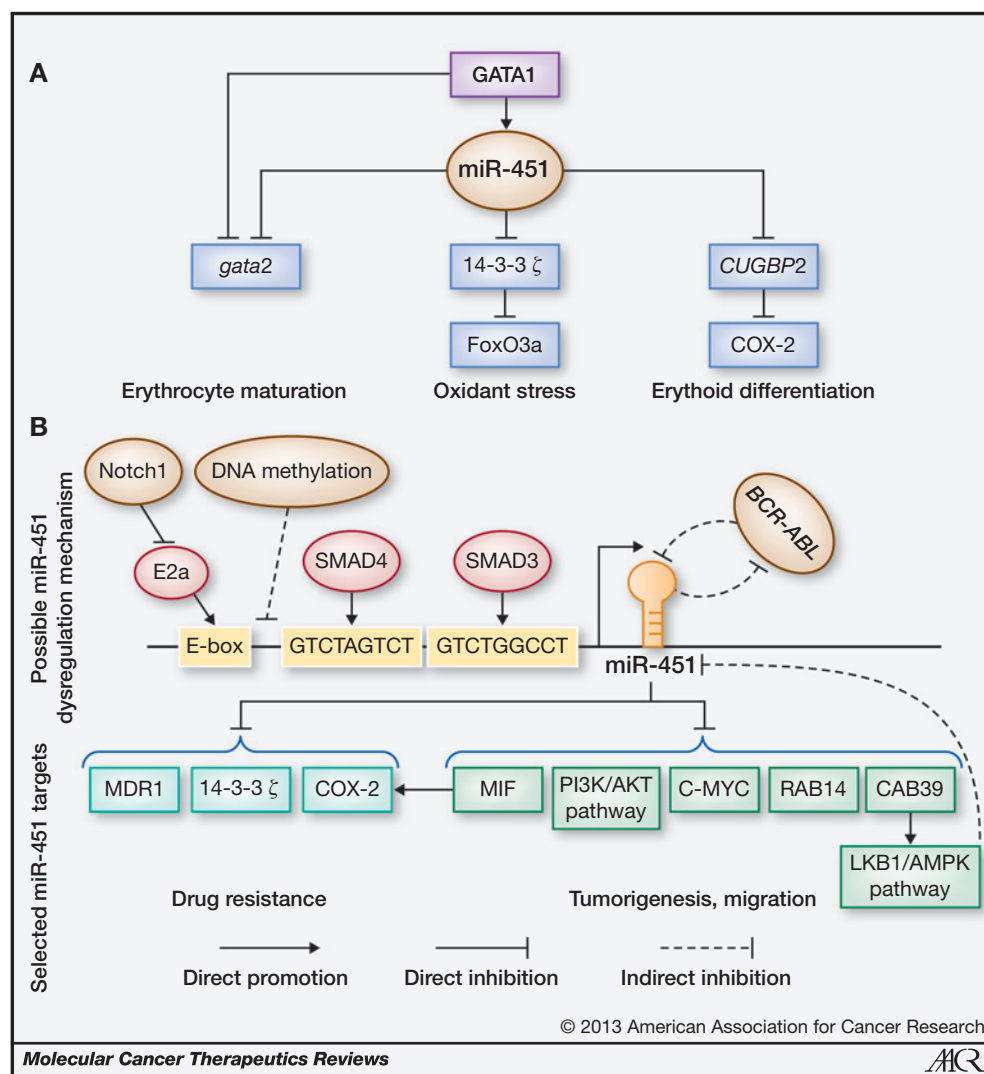 A
GATA1
miR-451
gata2
14-3-3 ζ
CUGBP2
FoxO3a
COX-2
Erythrocyte maturation
Oxidant stress
Erythoid differentiation
B
Possible miR-451
dysregulation mechanism
Notch1
DNA methylation
BCR-ABL
E2a
SMAD4
SMAD3
E-box
GTCTAGTCT
GTCTGGCCT
miR-451
Selected miR-451 targets
MDR1
14-3-3 ζ
COX-2
MIF
PI3K/AKT
pathway
C-MYC
RAB14
CAB39
LKB1/AMPK
pathway
Drug resistance
Tumorigenesis, migration
Direct promotion
Direct inhibition
Indirect inhibition
© 2013 American Association for Cancer Research
Molecular Cancer Therapeutics Reviews
AACR